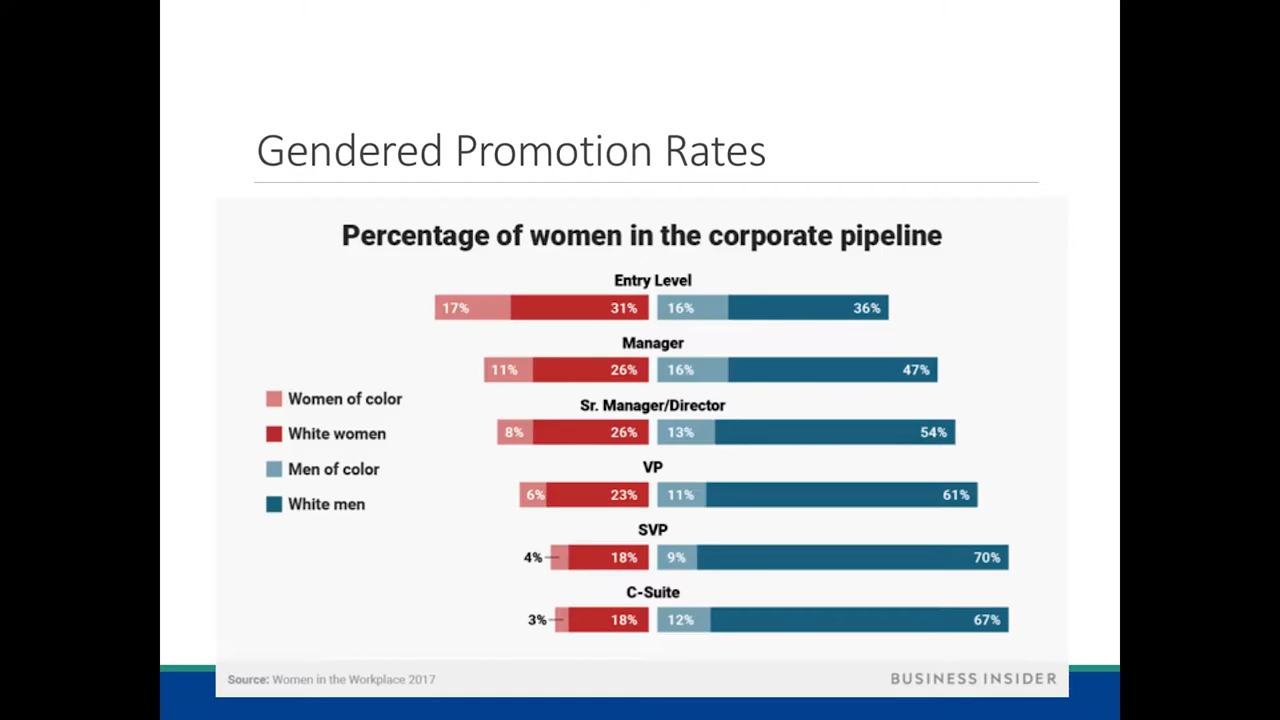 Gendered Promotion Rates
Percentage of women in the corporate pipeline
Entry Level
17% 31% 16% 36%
Manager
11% 26% 16% 47%
Sr. Manager/Director
8% 26% 13% 54%
VP
6% 23% 11% 61%
SVP
4% 18% 9% 70%
C-Suite
3% 18% 12% 67%
Women of color
White women
Men of color
White men
Source: Women in the Workplace 2017
BUSINESS INSIDER